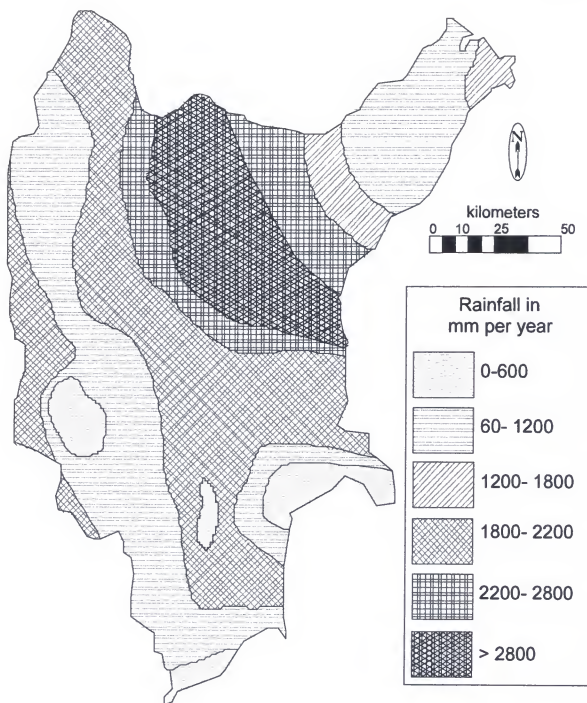 N
kilometers
0 10 25 50
Rainfall in
mm per year
0-600
60- 1200
1200- 1800
1800- 2200
2200- 2800
> 2800